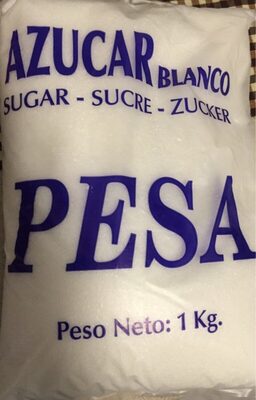 AZUCAR BLANCO
SUGAR - SUCRE - ZUCKER
PESA
Peso Neto: 1 Kg.